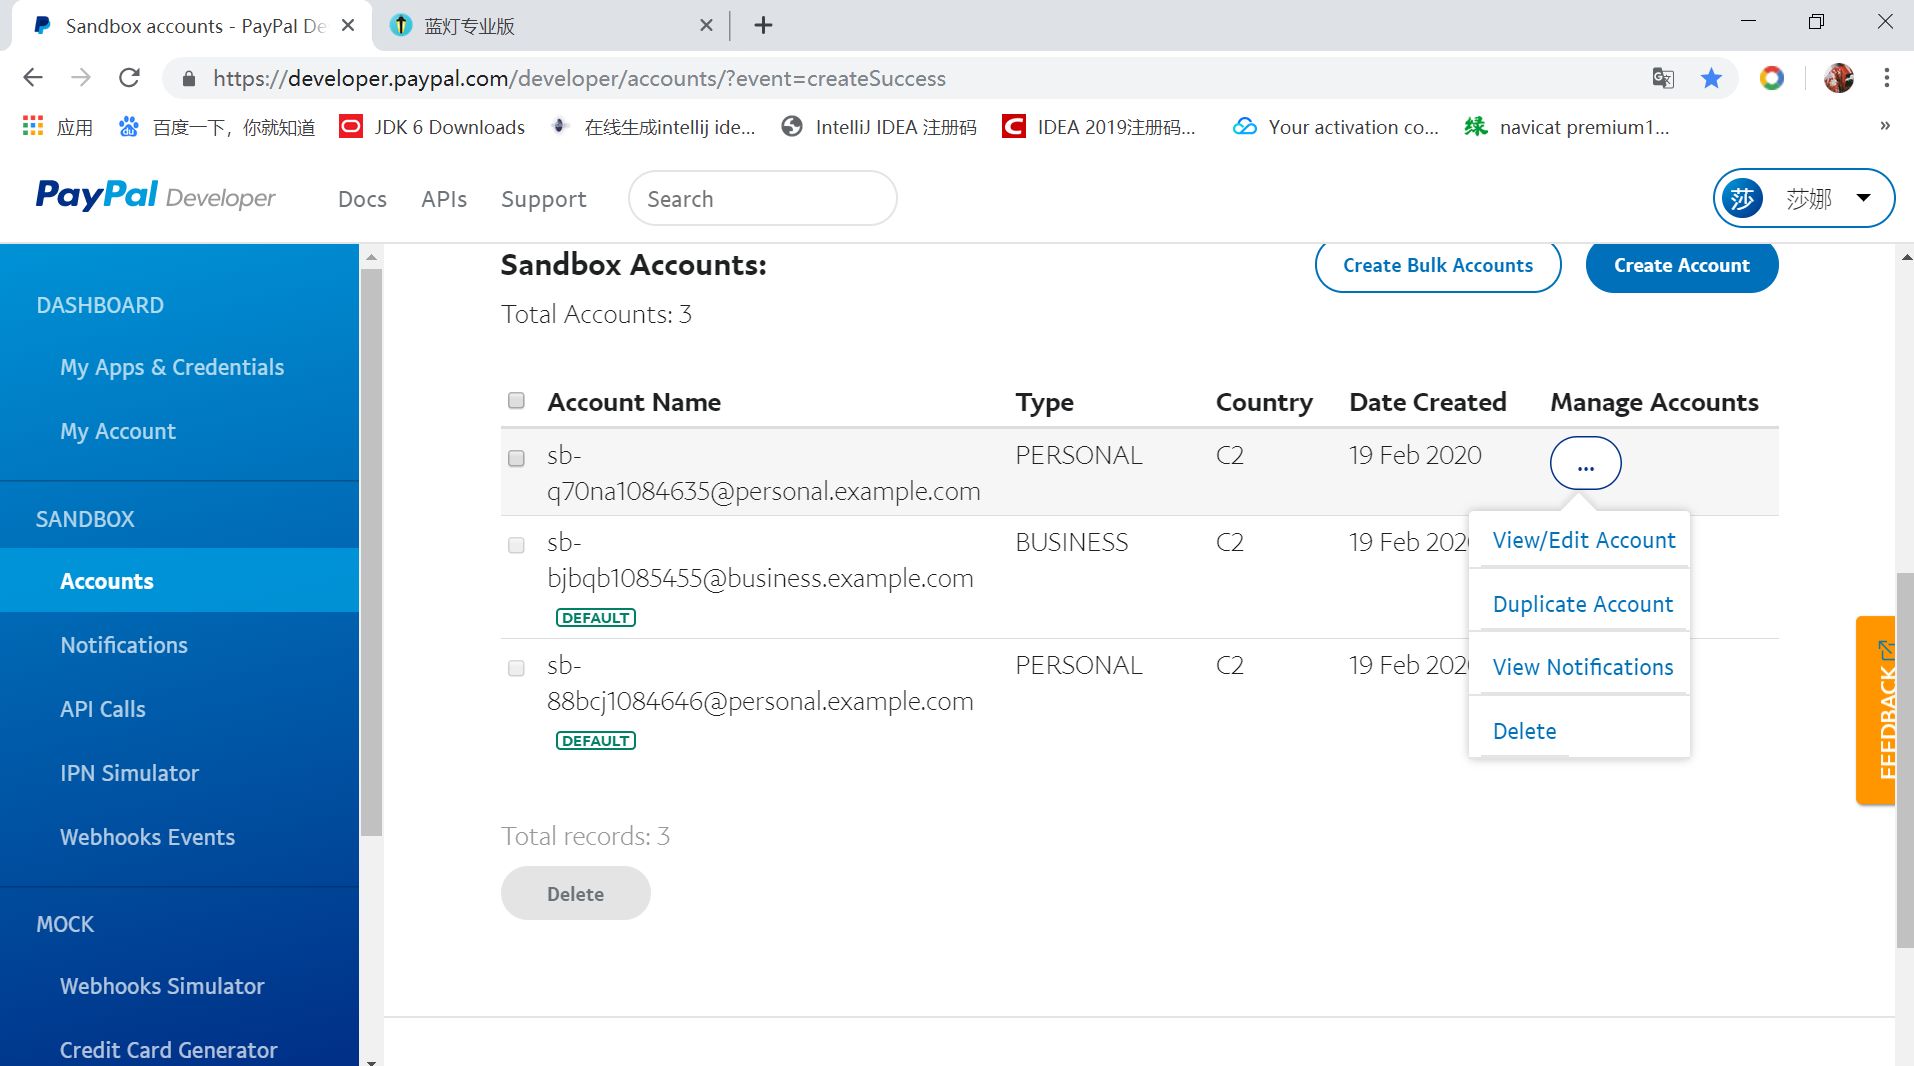 Sandbox accounts - PayPal De
蓝灯专业版
https://developer.paypal.com/developer/accounts/?event=createSuccess
应用
百度一下，你就知道
JDK 6 Downloads
在线生成intellij ide...
IntelliJ IDEA 注册码
IDEA 2019注册码...
Your activation co...
绿
navicat premium1...
»
PayPal Developer
Docs
APIs
Support
Search
莎
莎娜
DASHBOARD
My Apps & Credentials
My Account
SANDBOX
Accounts
Notifications
API Calls
IPN Simulator
Webhooks Events
MOCK
Webhooks Simulator
Credit Card Generator
Sandbox Accounts:
Create Bulk Accounts
Create Account
Total Accounts: 3
Account Name Type Country Date Created Manage Accounts
sb-
q70na1084635@personal.example.com
PERSONAL C2 19 Feb 2020 ...
sb-
bjbqb1085455@business.example.com
DEFAULT
BUSINESS C2 19 Feb 202
sb-
88bcj1084646@personal.example.com
DEFAULT
PERSONAL C2 19 Feb 202
View/Edit Account
Duplicate Account
View Notifications
Delete
Total records: 3
Delete
FEEDBACK